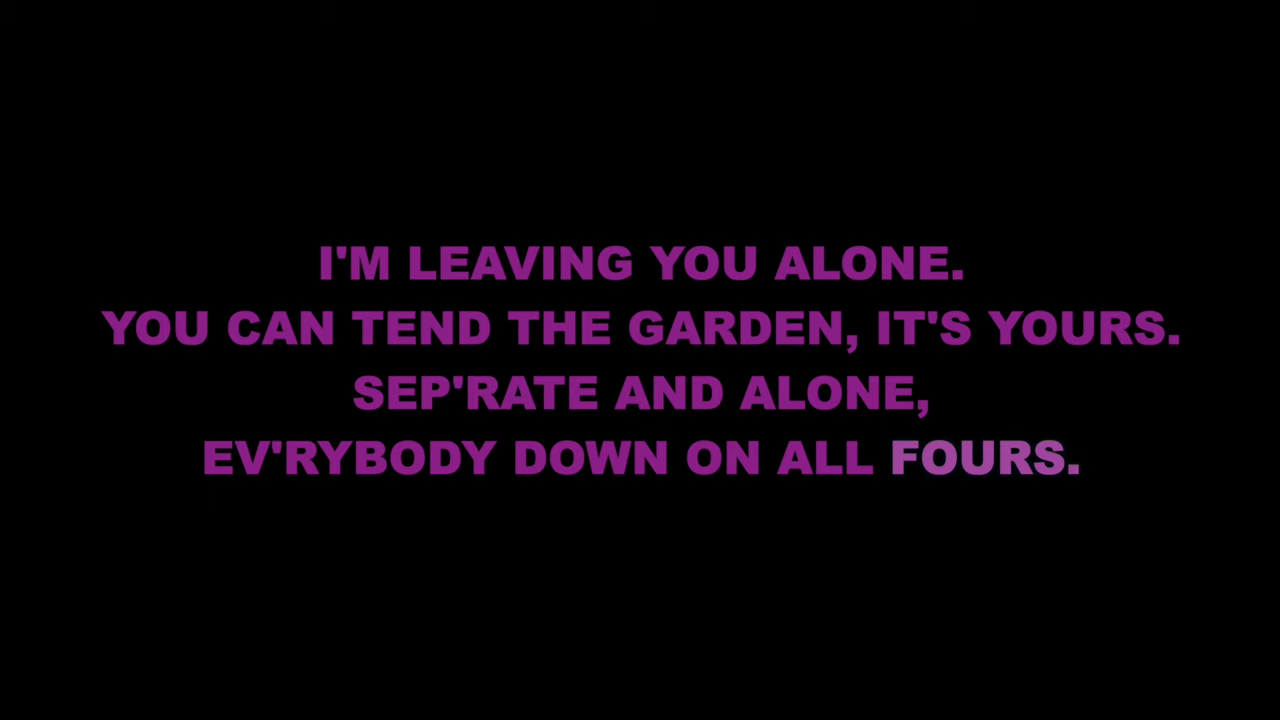 I'M LEAVING YOU ALONE.
YOU CAN TEND THE GARDEN, IT'S YOURS.
SEP'RATE AND ALONE,
EV'RYBODY DOWN ON ALL FOURS.